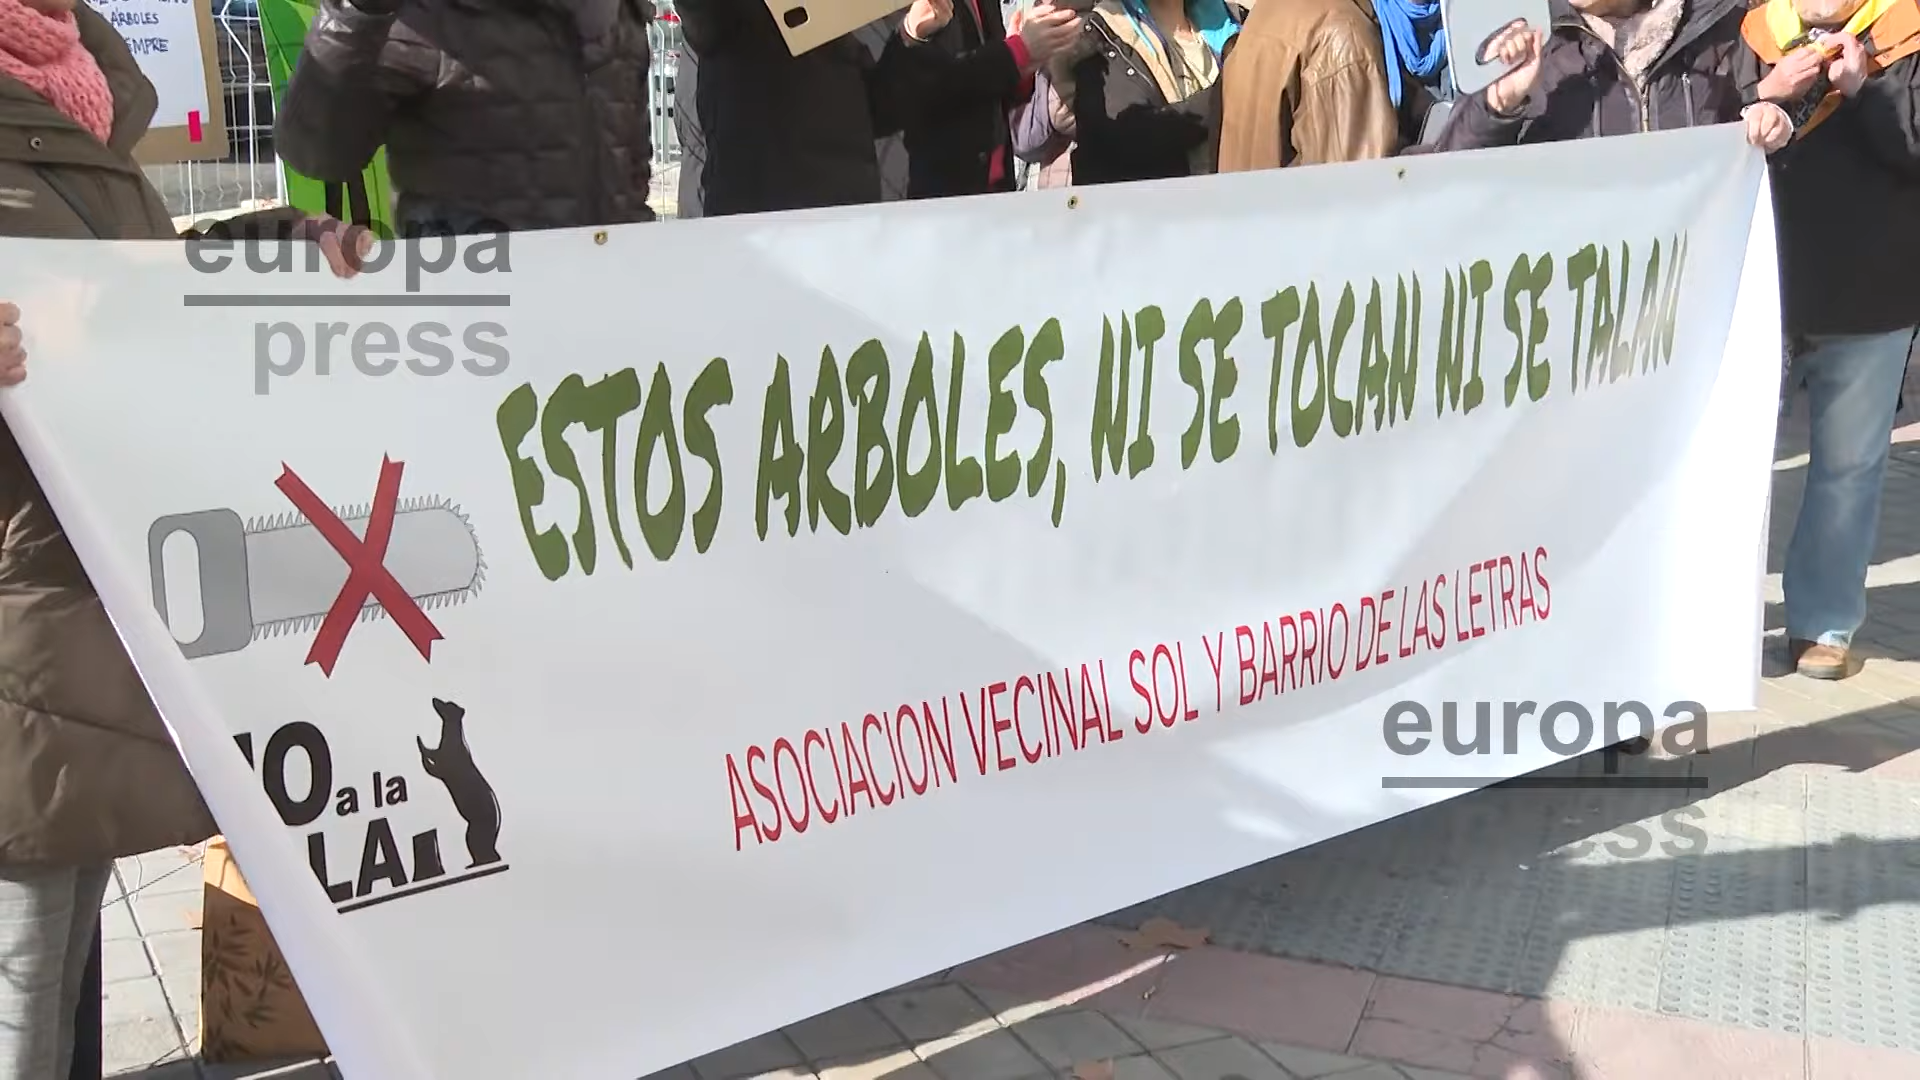 ÁRBOLES
europa
press
ESTOS ARBOLES, NI SE TOCAN NI SE TALAN
ASOCIACION VECINAL SOL Y BARRIO DE LAS LETRAS
a la
europa
press